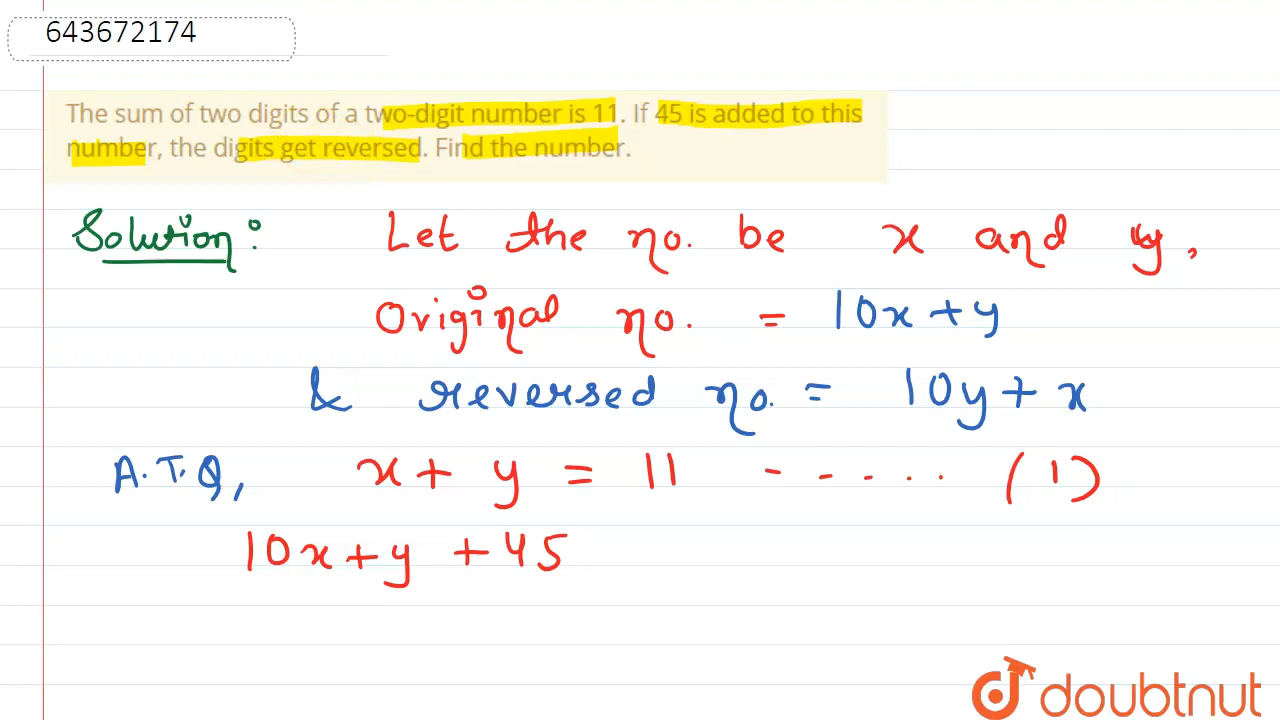 643672174
The sum of two digits of a two-digit number is 11. If 45 is added to this
number, the digits get reversed. Find the number.
Solution: Let the no. be x and y,
Original no. = 10x+y
& reversed no. = 10y+x
A.T.Q, x+y = 11 ------- (1)
10x+y +45
doubtnut